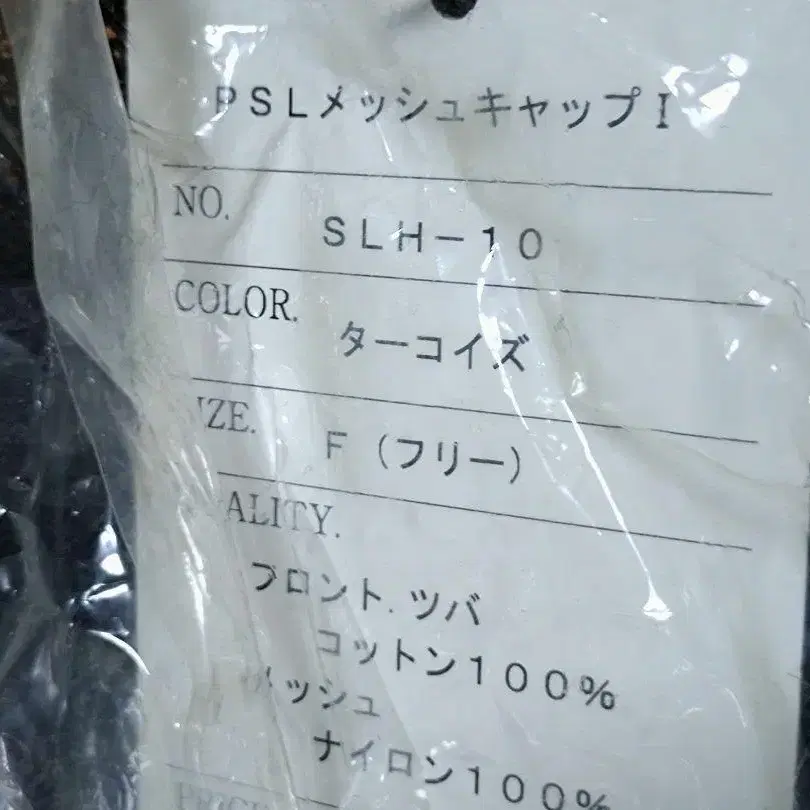 PSLメッシュキャップI
NO. SLH-10
COLOR. ターコイズ
SIZE. F (フリー)
QUALITY.
フロント.ツバ
コットン100%
メッシュ
ナイロン100%